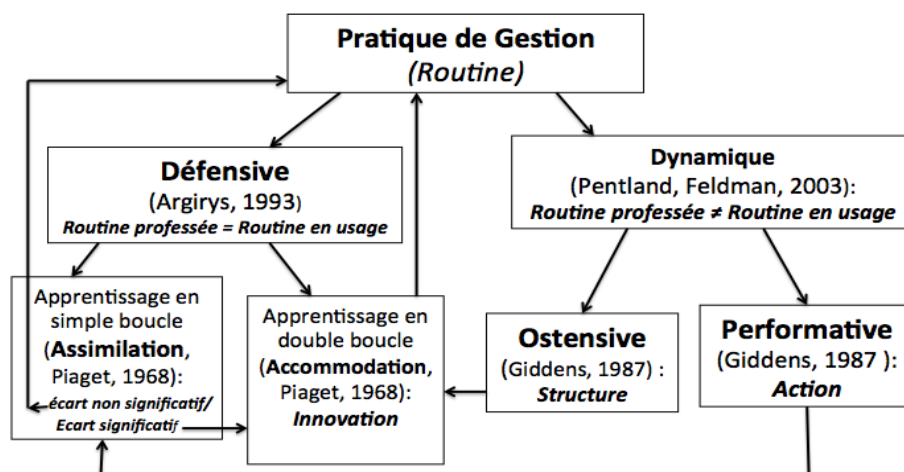 Pratique de Gestion
(Routine)
Défensive
(Argirys, 1993)
Routine professée = Routine en usage
Dynamique
(Pentland, Feldman, 2003):
Routine professée ≠ Routine en usage
Apprentissage en
simple boucle
(Assimilation,
Piaget, 1968):
écart non significatif/
Ecart significatif
Apprentissage en
double boucle
(Accommodation,
Piaget, 1968):
Innovation
Ostensive
(Giddens, 1987) :
Structure
Performative
(Giddens, 1987 ):
Action